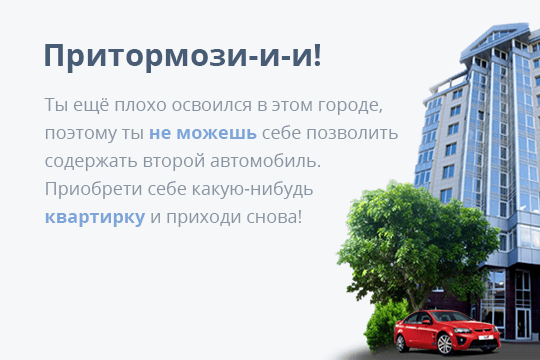 Притормози-и-и!
Ты ещё плохо освоился в этом городе,
поэтому ты не можешь себе позволить
содержать второй автомобиль.
Приобрети себе какую-нибудь
квартирку и приходи снова!